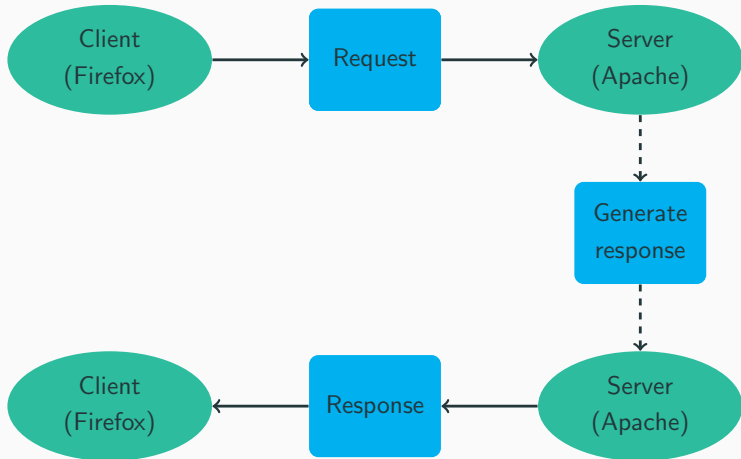 Client
(Firefox)
Request
Server
(Apache)
Generate
response
Client
(Firefox)
Response
Server
(Apache)